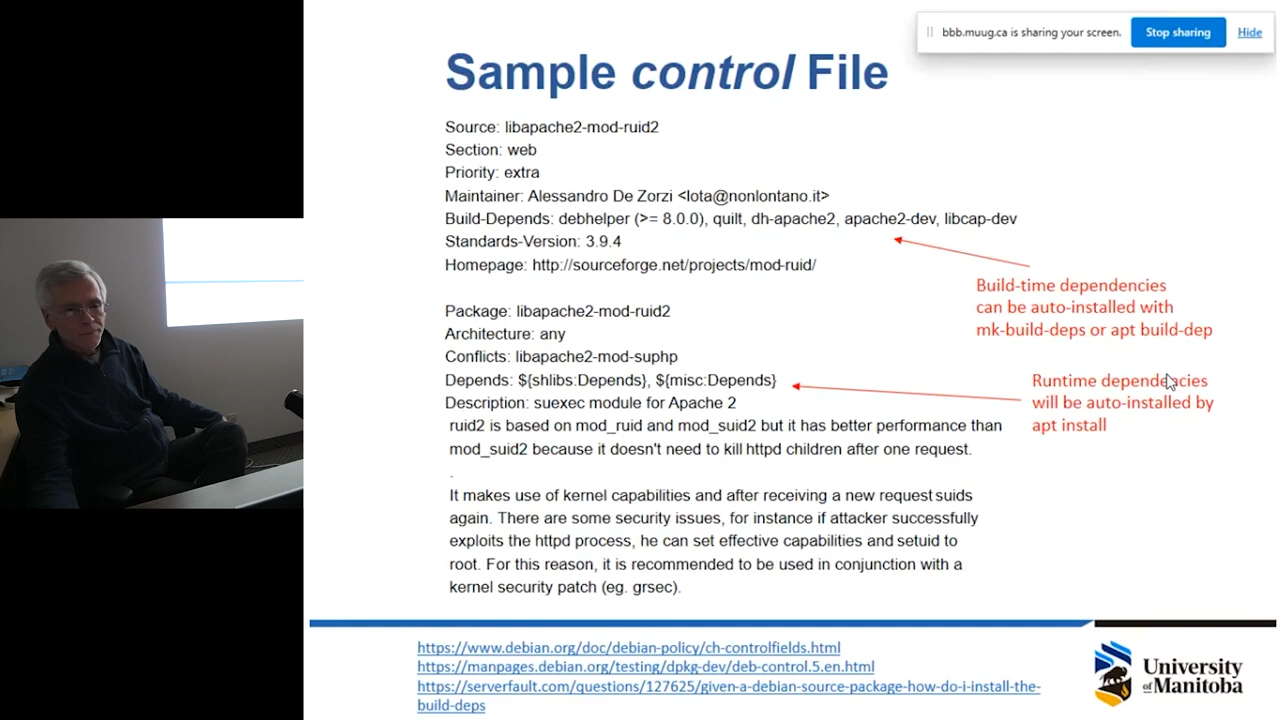 bbb.muug.ca is sharing your screen.
Stop sharing
Hide
Sample control File
Source: libapache2-mod-ruid2
Section: web
Priority: extra
Maintainer: Alessandro De Zorzi <lota@nonlontano.it>
Build-Depends: debhelper (>= 8.0.0), quilt, dh-apache2, apache2-dev, libcap-dev
Standards-Version: 3.9.4
Homepage: http://sourceforge.net/projects/mod-ruid/
Build-time dependencies
can be auto-installed with
mk-build-deps or apt build-dep
Package: libapache2-mod-ruid2
Architecture: any
Conflicts: libapache2-mod-suphp
Depends: ${shlibs:Depends}, ${misc:Depends}
Description: suexec module for Apache 2
Runtime dependencies
will be auto-installed by
apt install
ruid2 is based on mod_ruid and mod_suid2 but it has better performance than
mod_suid2 because it doesn't need to kill httpd children after one request.
.
It makes use of kernel capabilities and after receiving a new request suids
again. There are some security issues, for instance if attacker successfully
exploits the httpd process, he can set effective capabilities and setuid to
root. For this reason, it is recommended to be used in conjunction with a
kernel security patch (eg. grsec).
https://www.debian.org/doc/debian-policy/ch-controlfields.html
https://manpages.debian.org/testing/dpkg-dev/deb-control.5.en.html
https://serverfault.com/questions/127625/given-a-debian-source-package-how-do-i-install-the-
build-deps
University
of Manitoba